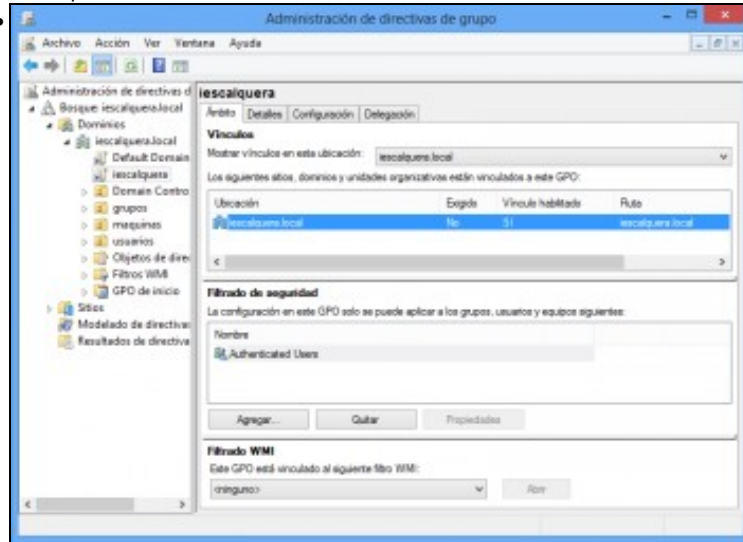 Administración de directivas de grupo
Archivo Acción Ver Ventana Ayuda
Administración de directivas d
Bosque: iescalquera.local
Dominios
iescalquera.local
Default Domain
iescalquera
Domain Contro
grupos
maquinas
usuarios
Objetos de dire
Filtros WMI
GPO de inicio
Sitios
Modelado de directivas
Resultados de directiva
iescalquera
Ámbito Detalles Configuración Delegación
Vínculos
Mostrar vínculos en esta ubicación: iescalquera.local
Los siguientes sitios, dominios y unidades organizativas están vinculados a este GPO:
Ubicación Exigido Vínculo habilitado Ruta
iescalquera.local No Sí iescalquera.local
Filtrado de seguridad
La configuración en este GPO solo se puede aplicar a los grupos, usuarios y equipos siguientes:
Nombre
Authenticated Users
Agregar... Quitar Propiedades
Filtrado WMI
Este GPO está vinculado al siguiente filtro WMI:
<ninguno> Abrir